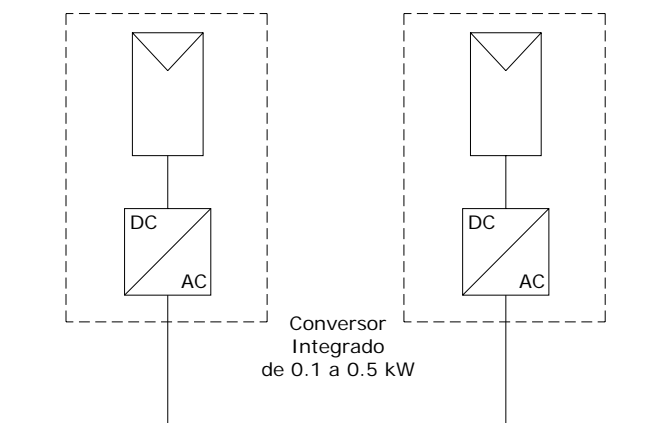 DC
AC
DC
AC
Conversor
Integrado
de 0.1 a 0.5 kW